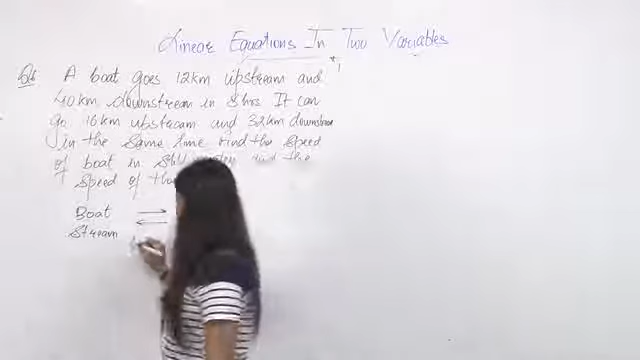 Linear Equations In Two Variables
Q6 A boat goes 12km upstream and
40km downstream in 8hrs It can
go 16km upstream and 32km downstream
in the same time Find the speed
of boat in still and the
speed of the
Boat
Stream